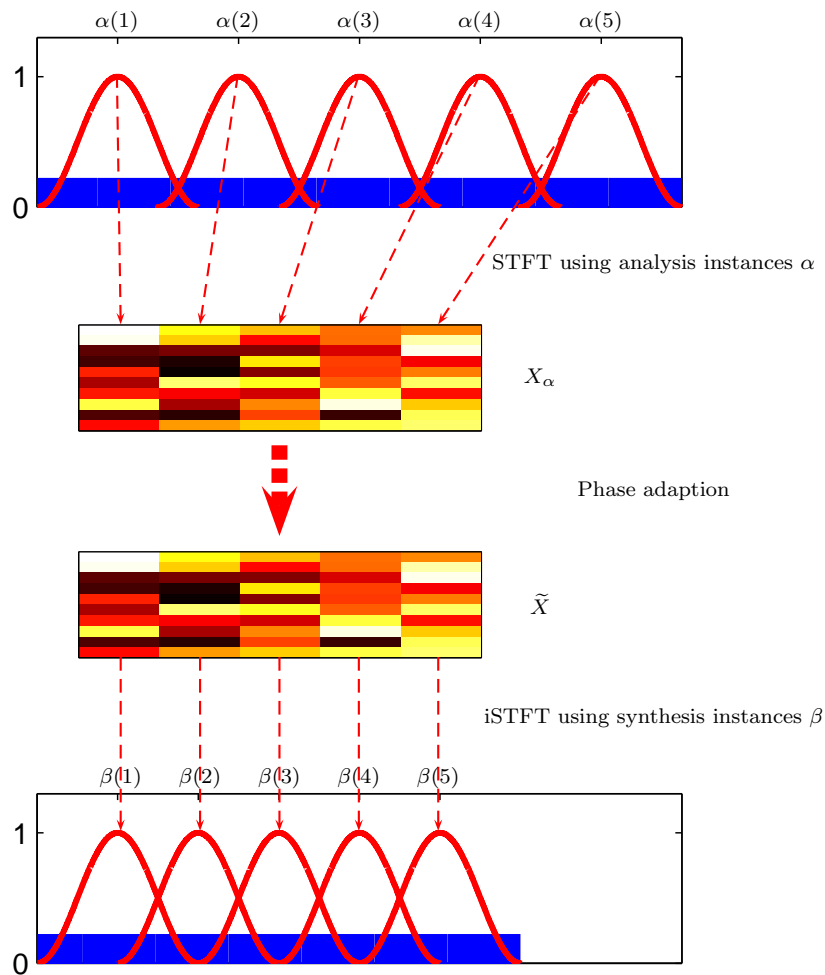 α(1) α(2) α(3) α(4) α(5)
1
0
STFT using analysis instances α
X_α
Phase adaption
X̃
iSTFT using synthesis instances β
β(1) β(2) β(3) β(4) β(5)
1
0